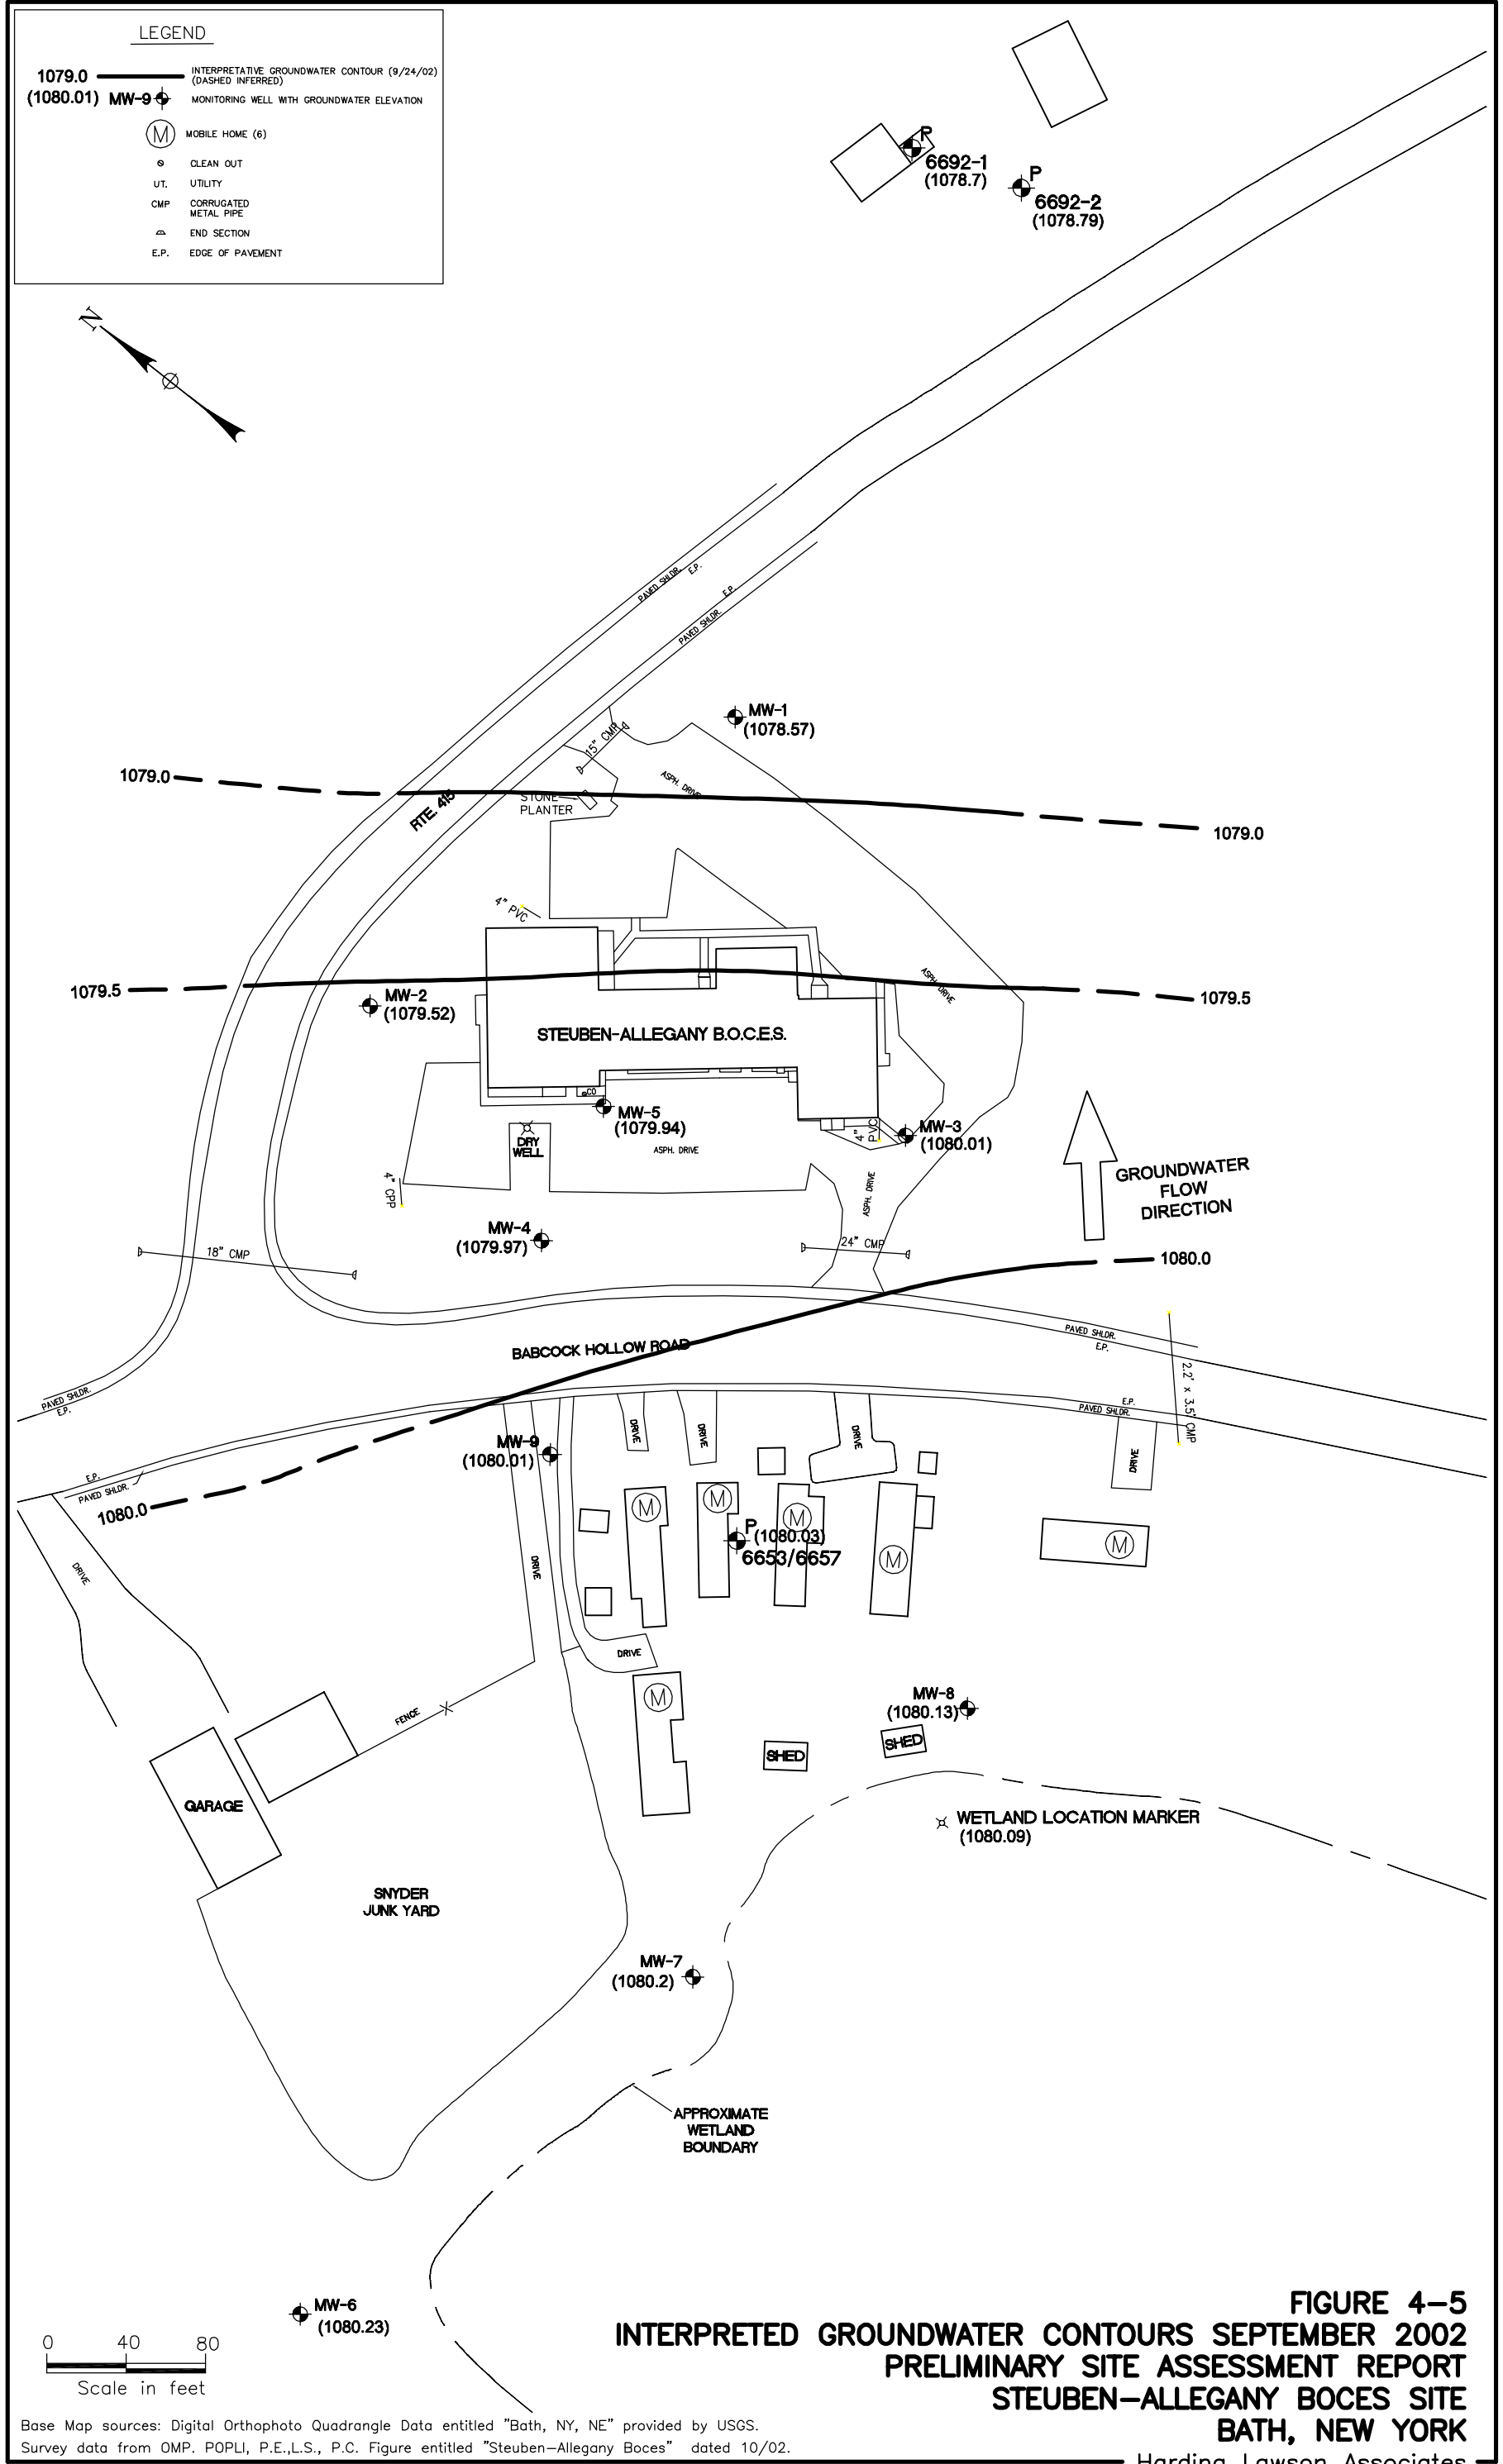 LEGEND
1079.0 INTERPRETATIVE GROUNDWATER CONTOUR (9/24/02)
(DASHED INFERRED)
(1080.01) MW-9 MONITORING WELL WITH GROUNDWATER ELEVATION
M MOBILE HOME (6)
CLEAN OUT
UT. UTILITY
CMP CORRUGATED
METAL PIPE
END SECTION
E.P. EDGE OF PAVEMENT
N
P
6692-1
(1078.7)
P
6692-2
(1078.79)
PAVED SHLDR.
E.P.
E.P.
PAVED SHLDR.
MW-1
(1078.57)
15" CMP
1079.0
ASPH. DRIVE
STONE
PLANTER
RTE. 415
1079.0
4" PVC
ASPH. DRIVE
1079.5
MW-2
(1079.52)
1079.5
STEUBEN-ALLEGANY B.O.C.E.S.
CO
MW-5
(1079.94)
DRY
WELL
ASPH. DRIVE
4"
PVC
MW-3
(1080.01)
GROUNDWATER
FLOW
DIRECTION
4" CPP
ASPH. DRIVE
MW-4
(1079.97)
18" CMP
24" CMP
1080.0
BABCOCK HOLLOW ROAD
PAVED SHLDR.
E.P.
2.2' x 3.5' CMP
PAVED SHLDR.
E.P.
E.P.
PAVED SHLDR.
DRIVE
DRIVE
DRIVE
DRIVE
MW-9
(1080.01)
E.P.
PAVED SHLDR.
1080.0
M
M
M
M
M
P
(1080.03)
6653/6657
DRIVE
DRIVE
DRIVE
M
MW-8
(1080.13)
FENCE
SHED
SHED
GARAGE
WETLAND LOCATION MARKER
(1080.09)
SNYDER
JUNK YARD
MW-7
(1080.2)
APPROXIMATE
WETLAND
BOUNDARY
MW-6
(1080.23)
0 40 80
Scale in feet
FIGURE 4-5
INTERPRETED GROUNDWATER CONTOURS SEPTEMBER 2002
PRELIMINARY SITE ASSESSMENT REPORT
STEUBEN-ALLEGANY BOCES SITE
BATH, NEW YORK
Base Map sources: Digital Orthophoto Quadrangle Data entitled "Bath, NY, NE" provided by USGS.
Survey data from OMP. POPLI, P.E.,L.S., P.C. Figure entitled "Steuben-Allegany Boces" dated 10/02.
Harding Lawson Associates